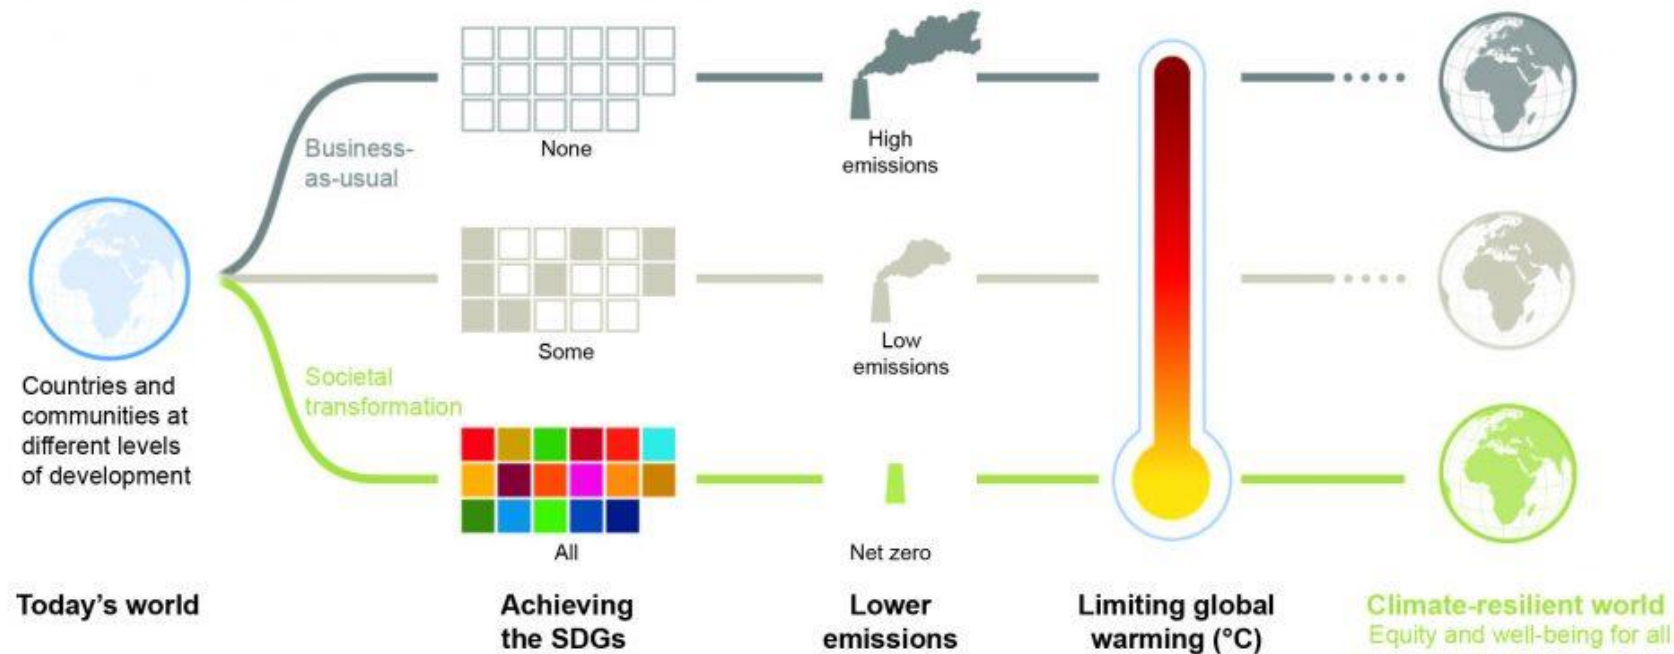 Business-
as-usual
None
High
emissions
Some
Low
emissions
Countries and
communities at
different levels
of development
Societal
transformation
All
Net zero
Today's world
Achieving
the SDGs
Lower
emissions
Limiting global
warming (°C)
Climate-resilient world
Equity and well-being for all